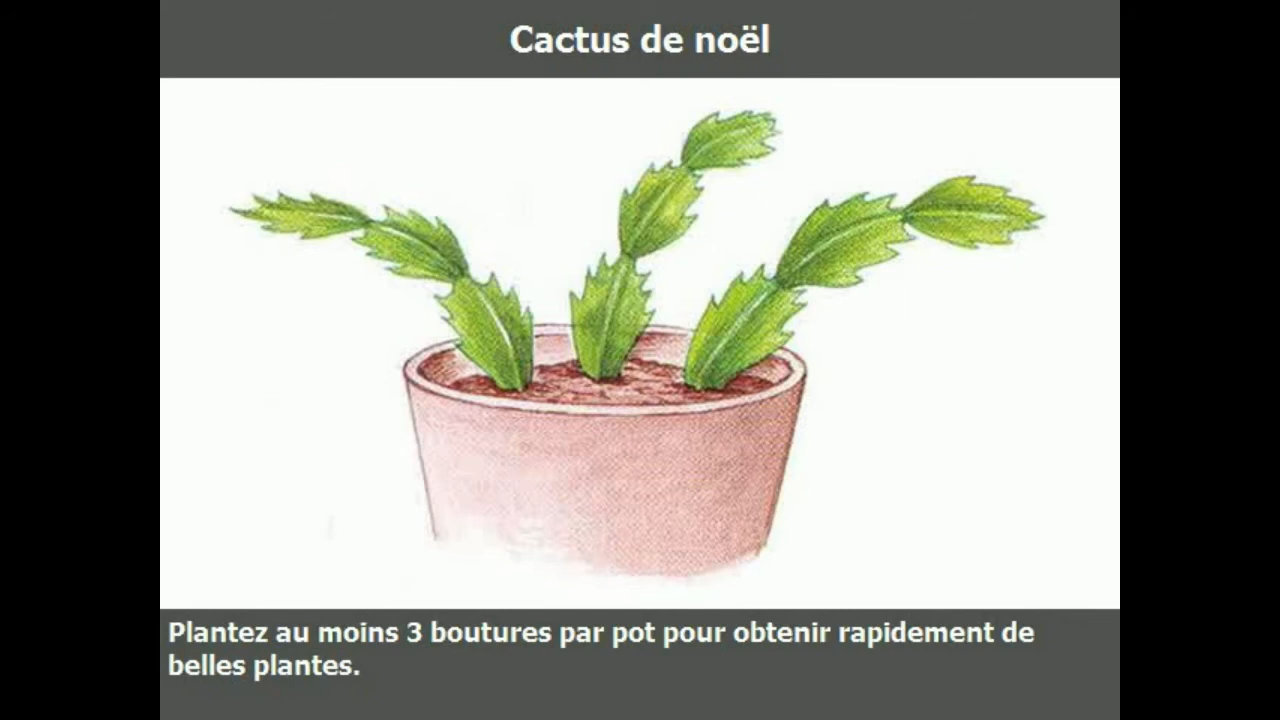 Cactus de noël
Plantez au moins 3 boutures par pot pour obtenir rapidement de
belles plantes.